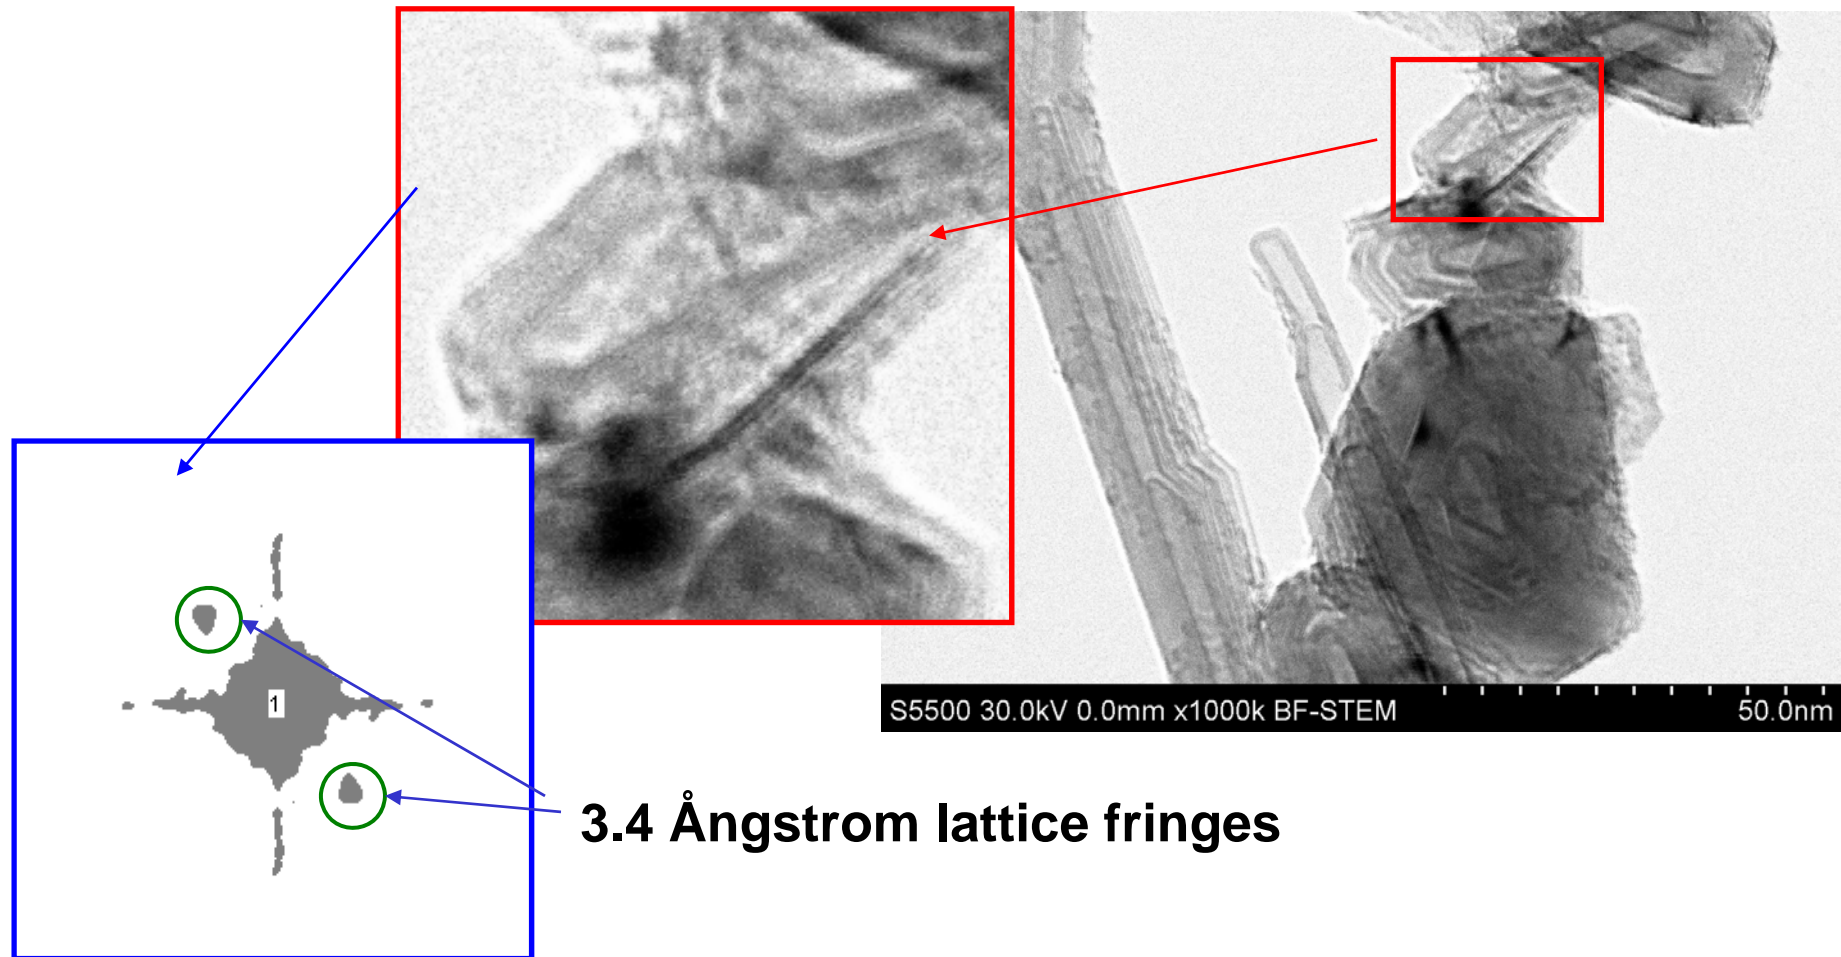 S5500 30.0kV 0.0mm x1000k BF-STEM 50.0nm
1
3.4 Ångstrom lattice fringes